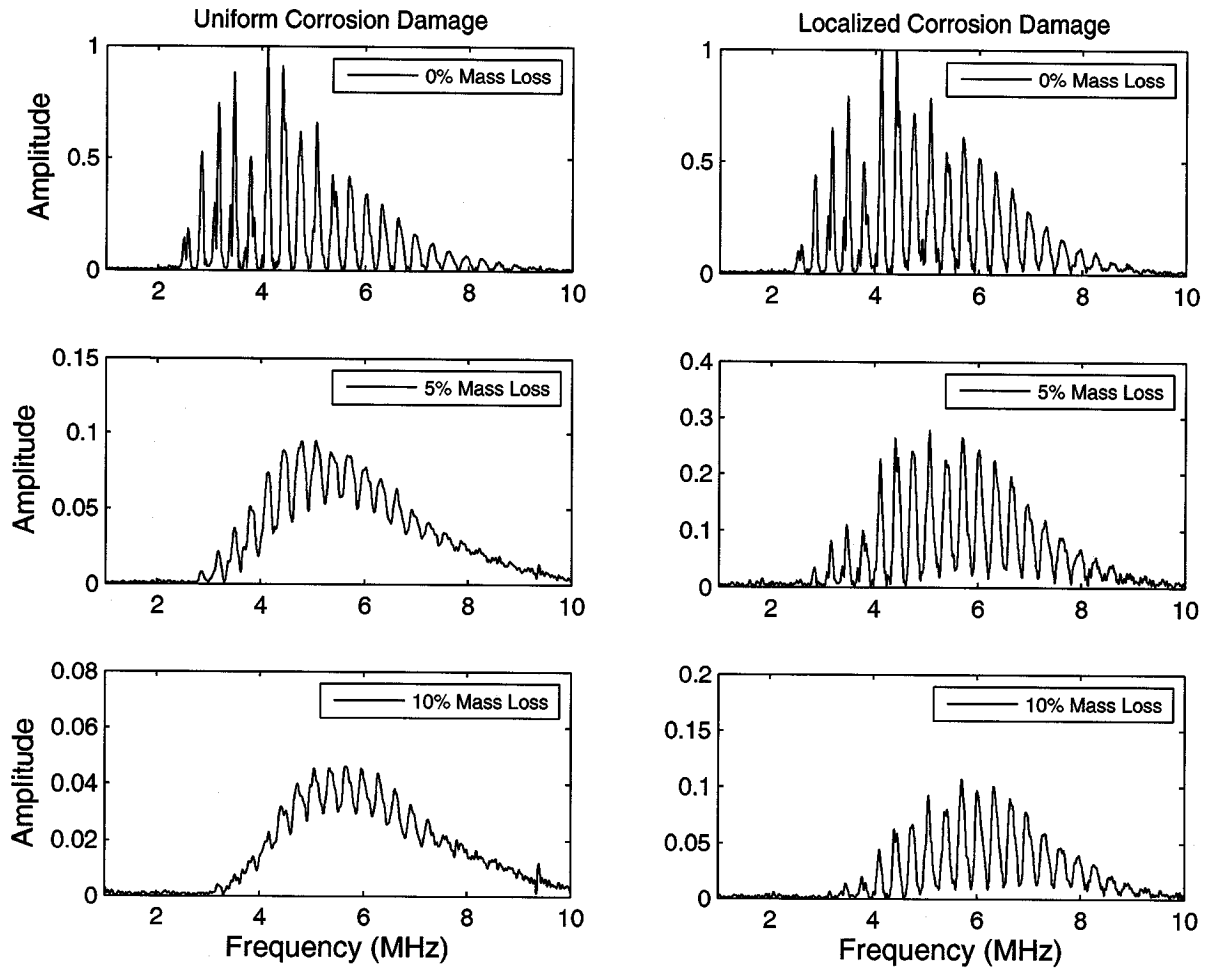 Uniform Corrosion Damage
Amplitude
1
0.5
0
0% Mass Loss
2 4 6 8 10
Amplitude
0.15
0.1
0.05
0
5% Mass Loss
2 4 6 8 10
Amplitude
0.08
0.06
0.04
0.02
0
10% Mass Loss
2 4 6 8 10
Frequency (MHz)
Localized Corrosion Damage
1
0.5
0
0% Mass Loss
2 4 6 8 10
0.4
0.3
0.2
0.1
0
5% Mass Loss
2 4 6 8 10
0.2
0.15
0.1
0.05
0
10% Mass Loss
2 4 6 8 10
Frequency (MHz)